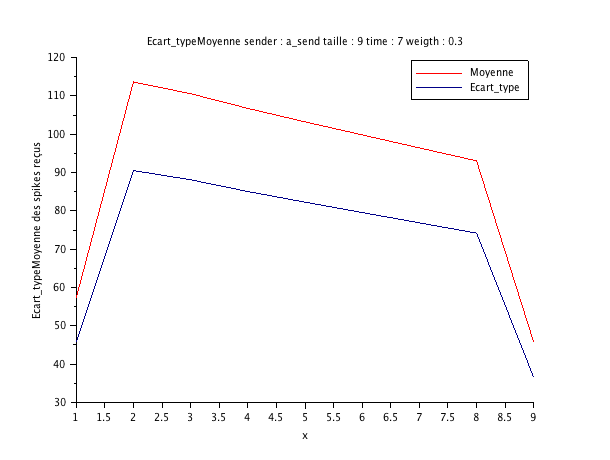 Ecart_typeMoyenne sender : a_send taille : 9 time : 7 weigth : 0.3
Moyenne
Ecart_type
Ecart_typeMoyenne des spikes reçus
120
110
100
90
80
70
60
50
40
30
1 1.5 2 2.5 3 3.5 4 4.5 5 5.5 6 6.5 7 7.5 8 8.5 9
x